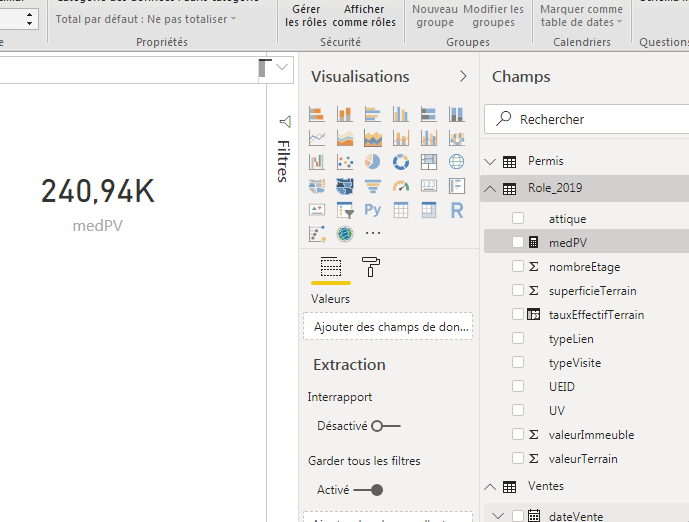 Total par défaut : Ne pas totaliser
Gérer
les rôles
Afficher
comme rôles
Nouveau
groupe
Modifier les
groupes
Marquer comme
table de dates
Propriétés
Sécurité
Groupes
Calendriers
Questions
Filtres
240,94K
medPV
Visualisations
Py
R
123
Valeurs
Ajouter des champs de don...
Extraction
Interrapport
Désactivé
Garder tous les filtres
Activé
Champs
Rechercher
Permis
Role_2019
attique
medPV
nombreEtage
superficieTerrain
tauxEffectifTerrain
typeLien
typeVisite
UEID
UV
valeurImmeuble
valeurTerrain
Ventes
dateVente